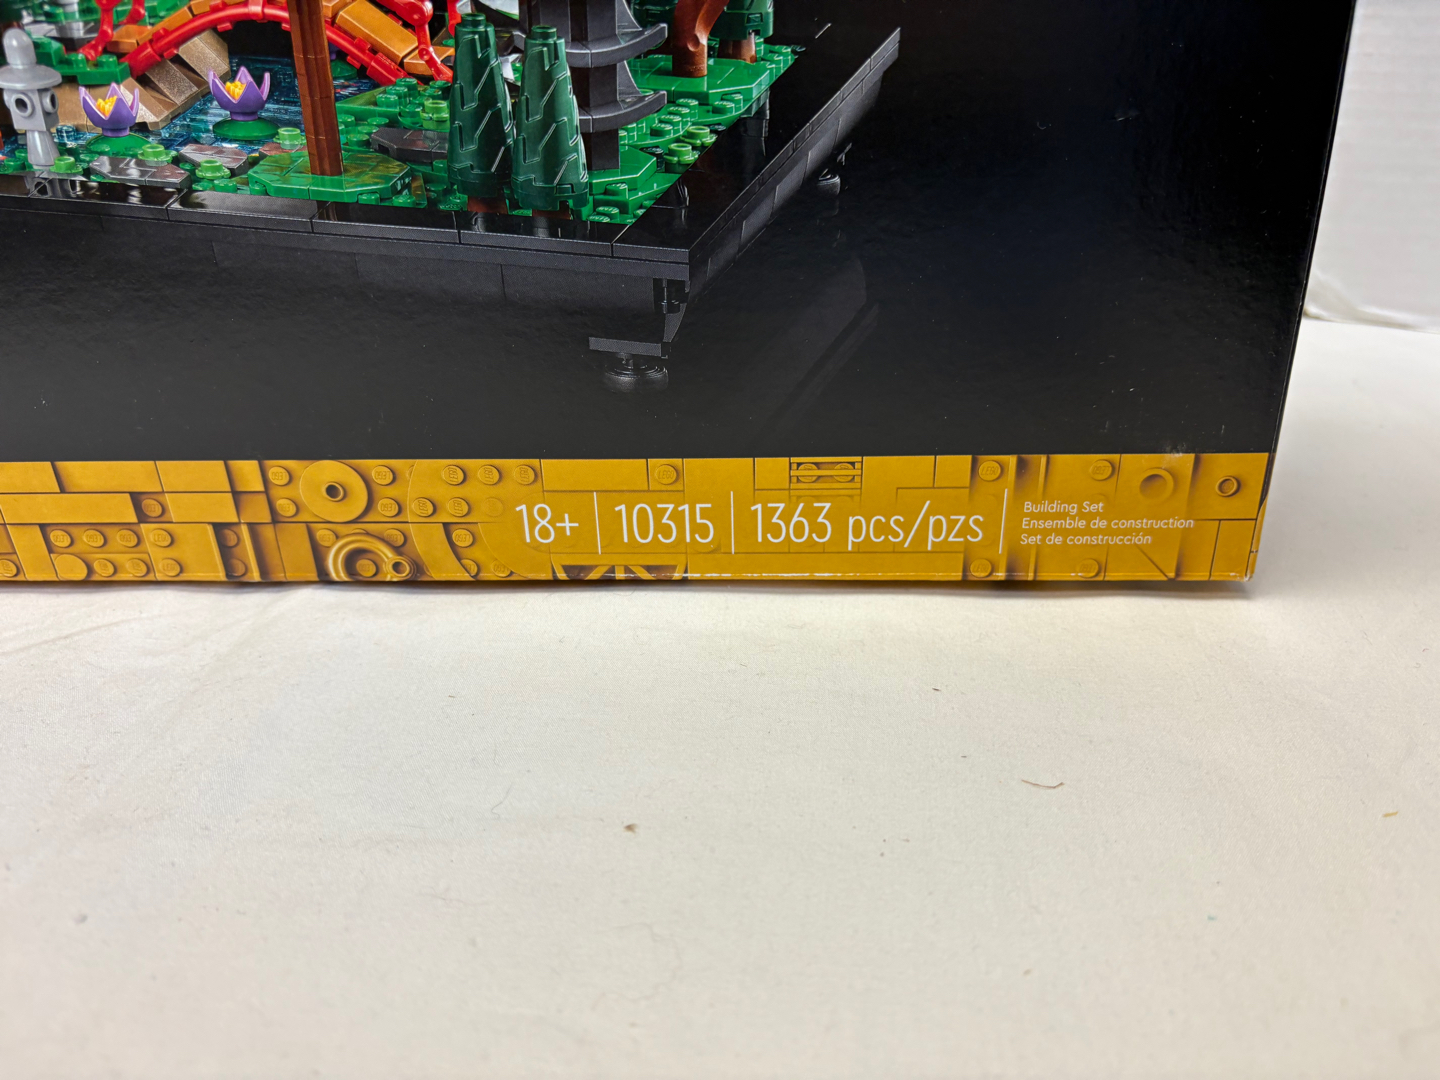 18+ | 10315 | 1363 pcs/pzs
Building Set
Ensemble de construction
Set de construcción